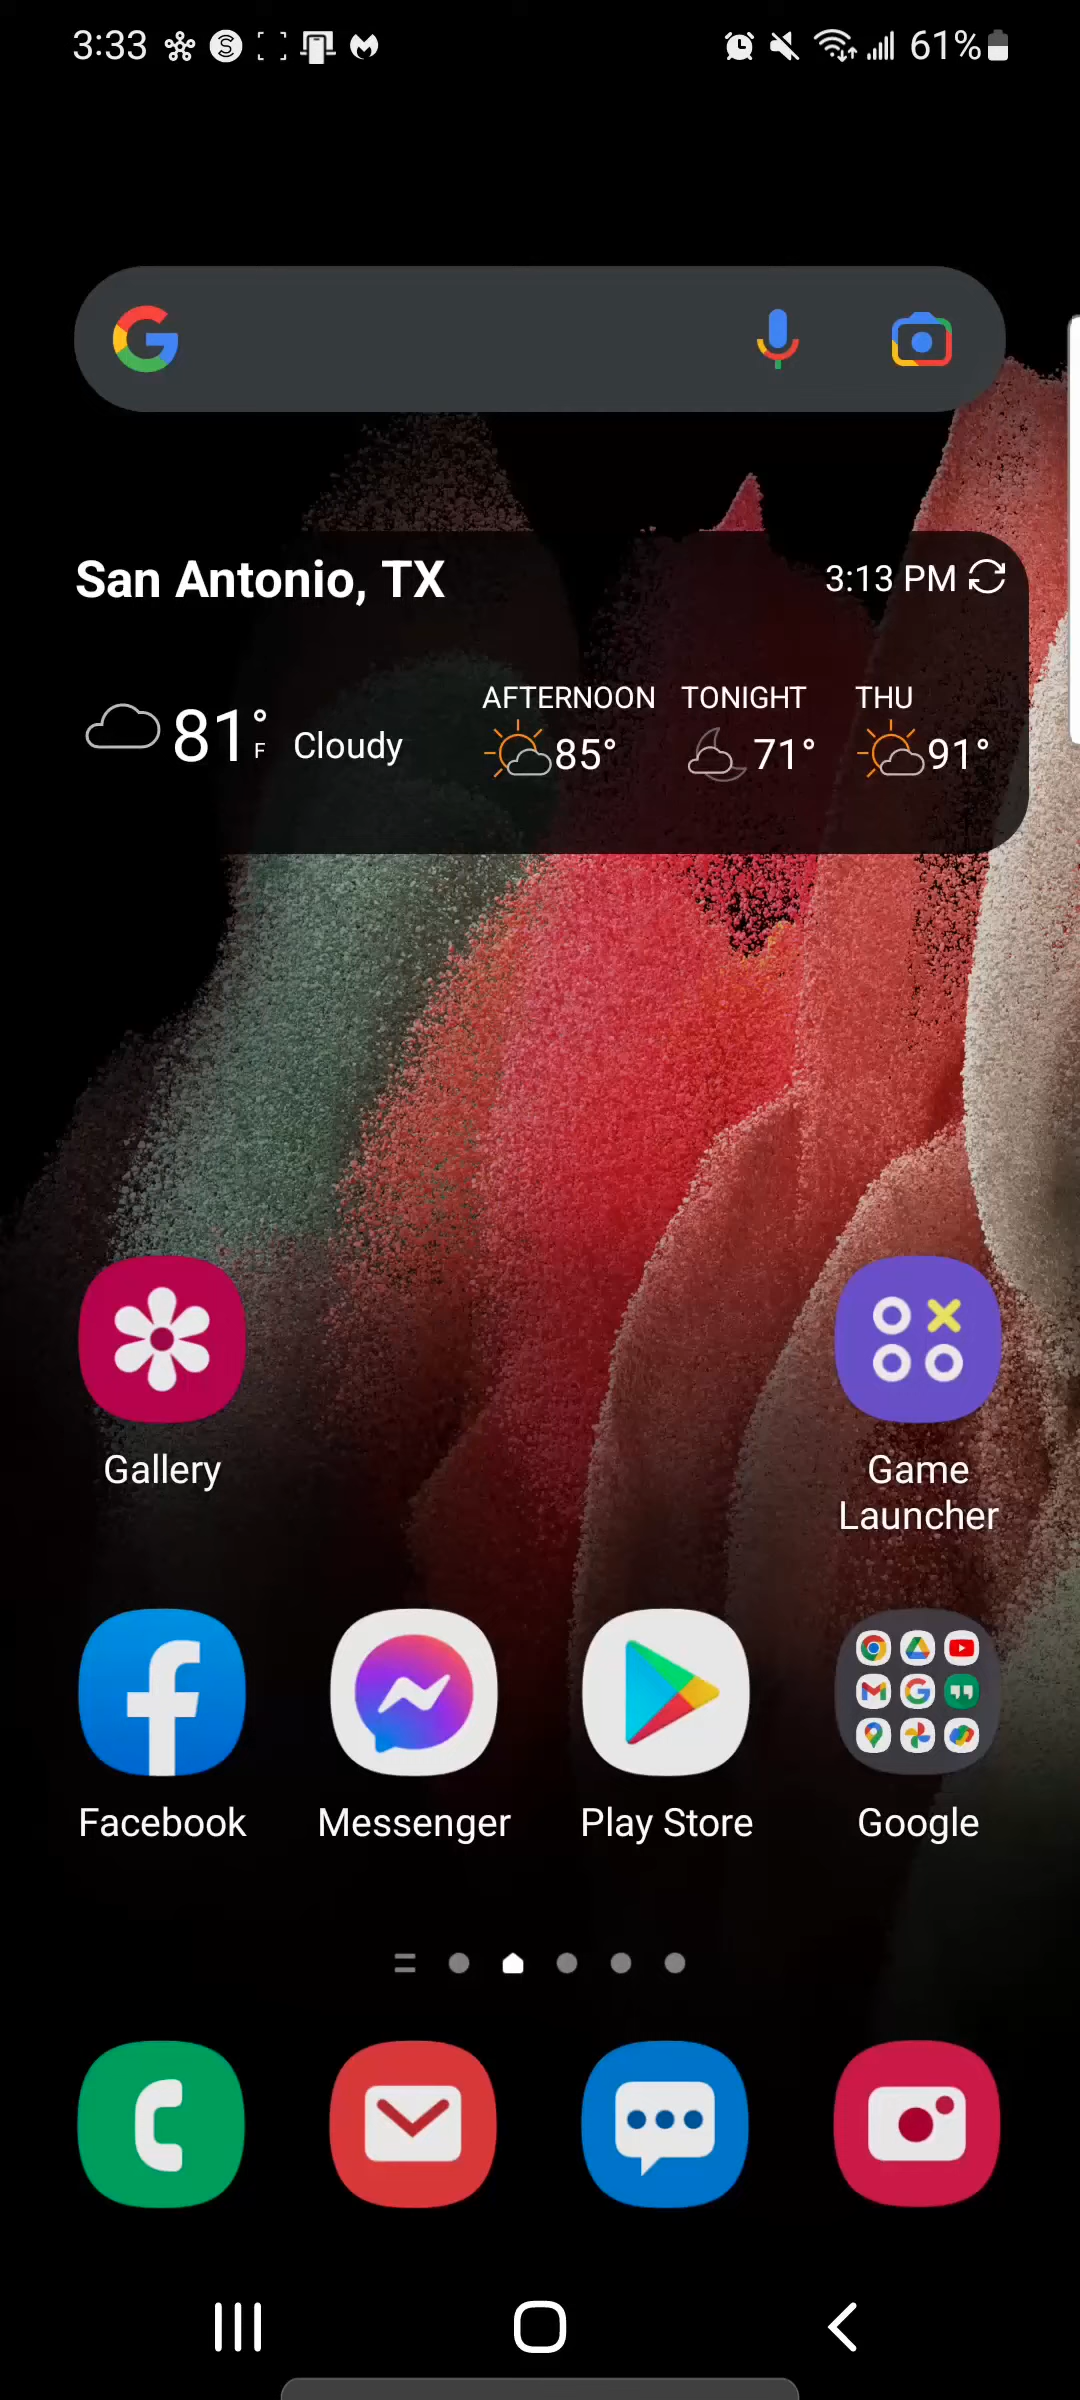 3:33
61%
San Antonio, TX
3:13 PM
81°F Cloudy
AFTERNOON
85°
TONIGHT
71°
THU
91°
Gallery
Game
Launcher
Facebook
Messenger
Play Store
Google